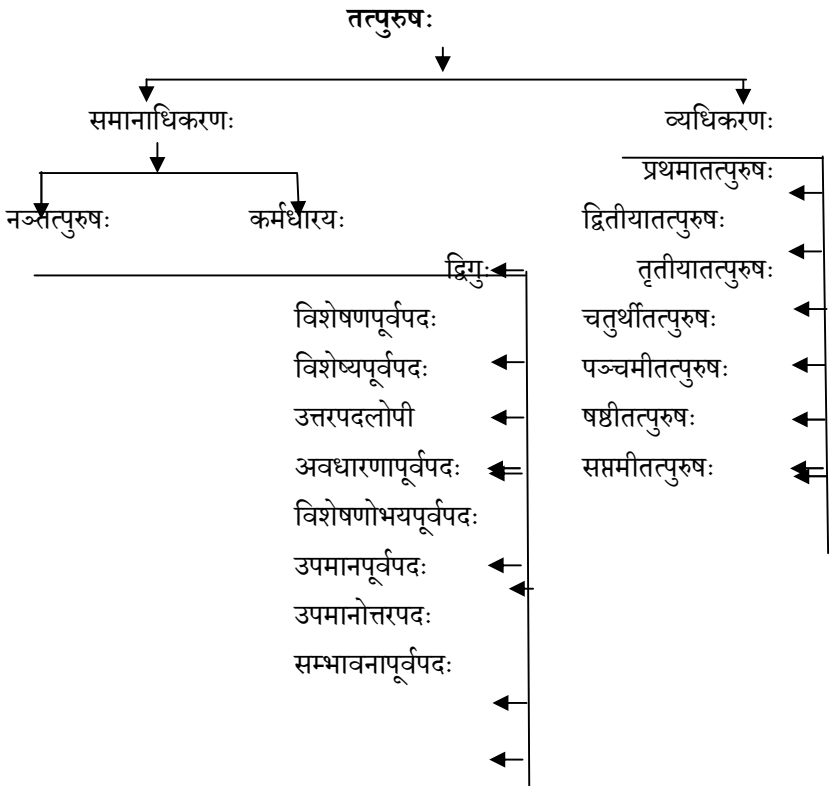 तत्पुरुषः
समानाधिकरणः
व्यधिकरणः
प्रथमातत्पुरुषः
नञ्तत्पुरुषः
कर्मधारयः
द्वितीयातत्पुरुषः
द्विगुः
तृतीयातत्पुरुषः
विशेषणपूर्वपदः
चतुर्थीतत्पुरुषः
विशेष्यपूर्वपदः
पञ्चमीतत्पुरुषः
उत्तरपदलोपी
षष्ठीतत्पुरुषः
अवधारणापूर्वपदः
सप्तमीतत्पुरुषः
विशेषणोभयपूर्वपदः
उपमानपूर्वपदः
उपमानोत्तरपदः
सम्भावनापूर्वपदः